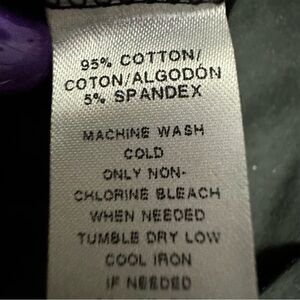 95% COTTON/
COTON/ALGODÓN
5% SPANDEX
MACHINE WASH
COLD
ONLY NON-
CHLORINE BLEACH
WHEN NEEDED
TUMBLE DRY LOW
COOL IRON
IF NEEDED